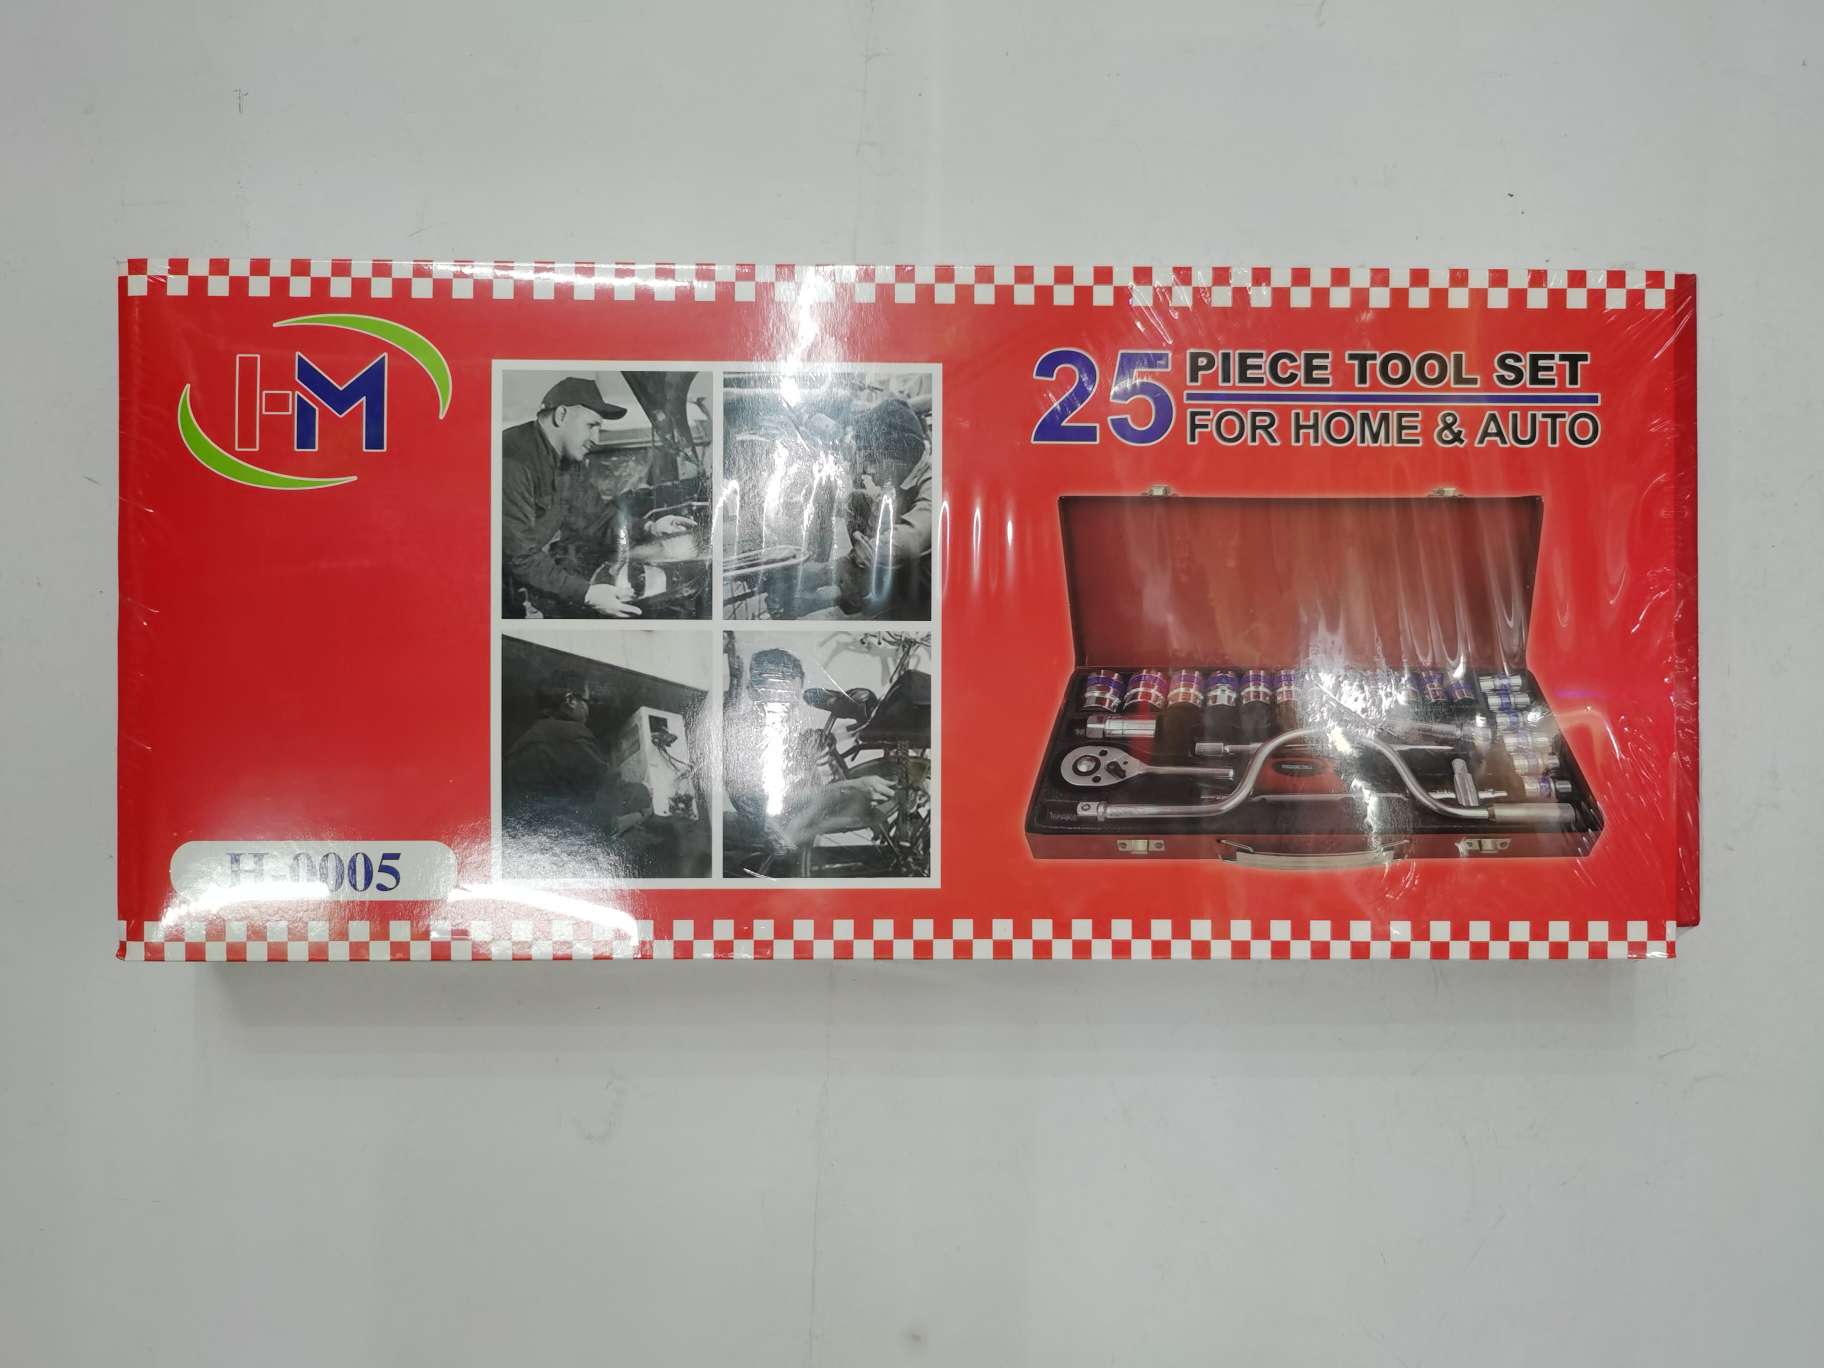 HM
25 PIECE TOOL SET
FOR HOME & AUTO
H-0005